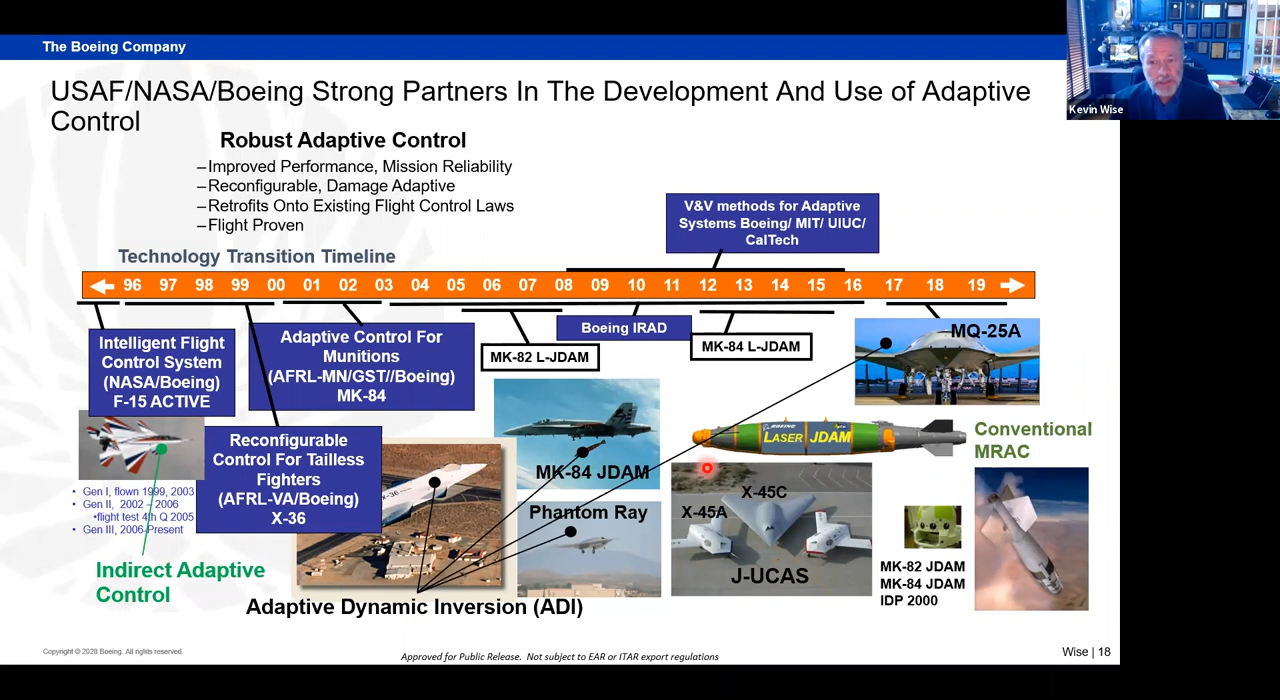 The Boeing Company
Kevin Wise
USAF/NASA/Boeing Strong Partners In The Development And Use of Adaptive
Control
Robust Adaptive Control
–Improved Performance, Mission Reliability
–Reconfigurable, Damage Adaptive
–Retrofits Onto Existing Flight Control Laws
–Flight Proven
V&V methods for Adaptive
Systems Boeing/ MIT/ UIUC/
CalTech
Technology Transition Timeline
96 97 98 99 00 01 02 03 04 05 06 07 08 09 10 11 12 13 14 15 16 17 18 19
Intelligent Flight
Control System
(NASA/Boeing)
F-15 ACTIVE
Adaptive Control For
Munitions
(AFRL-MN/GST//Boeing)
MK-84
MK-82 L-JDAM
Boeing IRAD
MK-84 L-JDAM
MQ-25A
Reconfigurable
Control For Tailless
Fighters
(AFRL-VA/Boeing)
X-36
X-36
MK-84 JDAM
BOEING
LASER JDAM
Conventional
MRAC
• Gen I, flown 1999, 2003
• Gen II, 2002 – 2006
•flight test 4th Q 2005
• Gen III, 2006-Present
Phantom Ray
X-45C
X-45A
J-UCAS
MK-82 JDAM
MK-84 JDAM
IDP 2000
Indirect Adaptive
Control
Adaptive Dynamic Inversion (ADI)
Copyright © 2020 Boeing. All rights reserved.
Approved for Public Release. Not subject to EAR or ITAR export regulations
Wise | 18